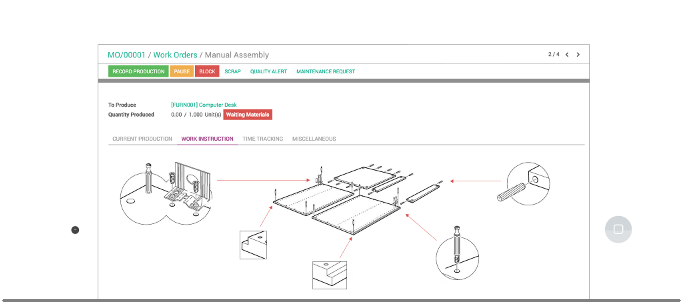 MO/00001 / Work Orders / Manual Assembly
2 / 4
RECORD PRODUCTION PAUSE BLOCK SCRAP QUALITY ALERT MAINTENANCE REQUEST
To Produce [FURN001] Computer Desk
Quantity Produced 0.00 / 1.000 Unit(s) Waiting Materials
CURRENT PRODUCTION WORK INSTRUCTION TIME TRACKING MISCELLANEOUS